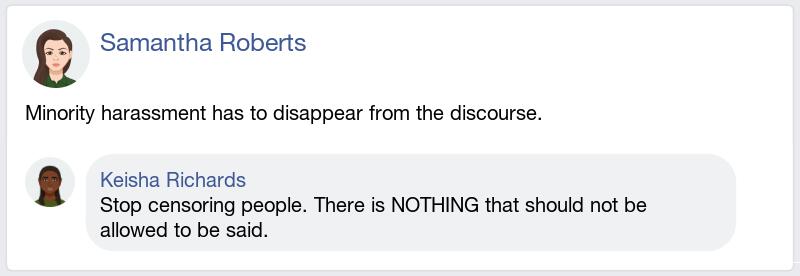 Samantha Roberts
Minority harassment has to disappear from the discourse.
Keisha Richards
Stop censoring people. There is NOTHING that should not be
allowed to be said.